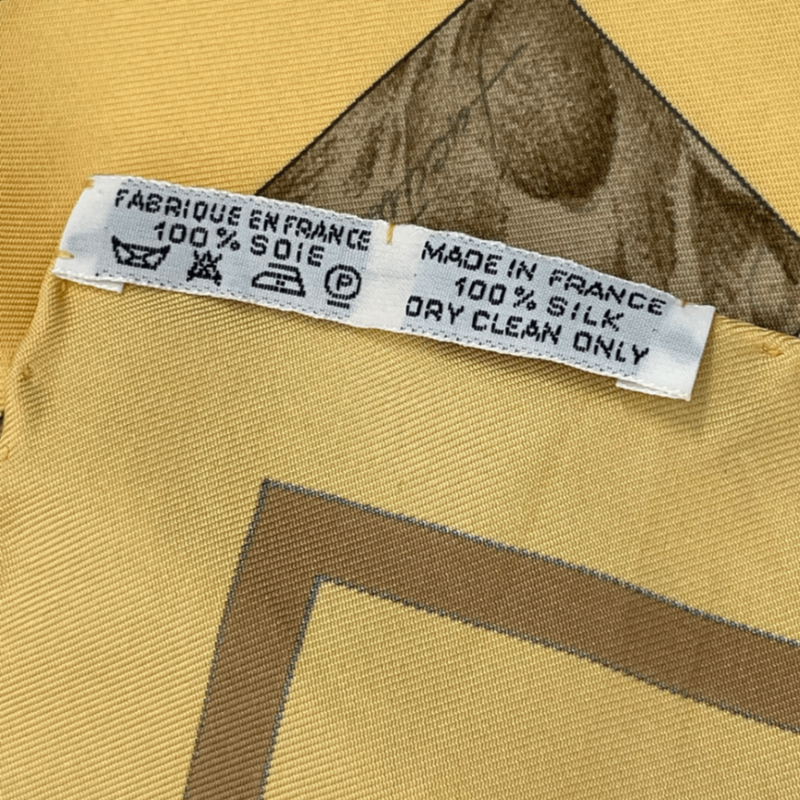 FABRIQUE EN FRANCE
100% SOIE
P
MADE IN FRANCE
100% SILK
DRY CLEAN ONLY